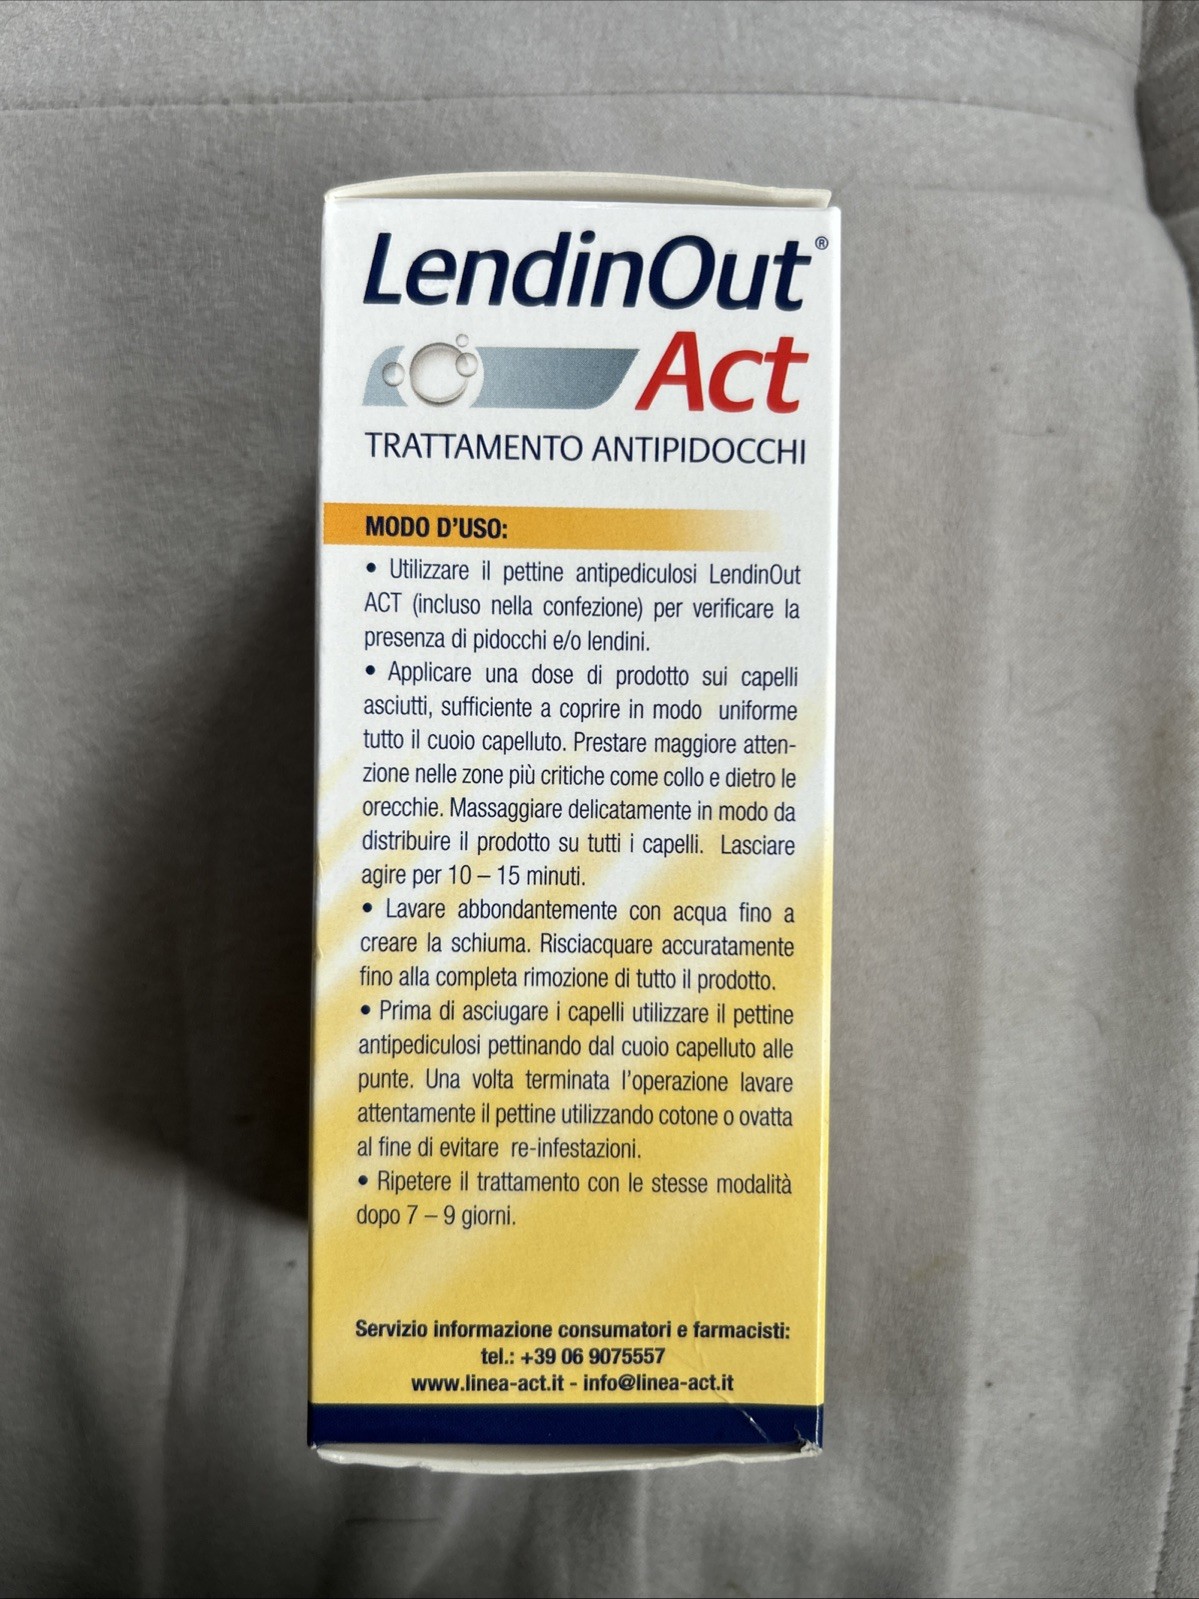 LendinOut®
Act
TRATTAMENTO ANTIPIDOCCHI
MODO D'USO:
• Utilizzare il pettine antipediculosi LendinOut
ACT (incluso nella confezione) per verificare la
presenza di pidocchi e/o lendini.
• Applicare una dose di prodotto sui capelli
asciutti, sufficiente a coprire in modo uniforme
tutto il cuoio capelluto. Prestare maggiore atten-
zione nelle zone più critiche come collo e dietro le
orecchie. Massaggiare delicatamente in modo da
distribuire il prodotto su tutti i capelli. Lasciare
agire per 10 – 15 minuti.
• Lavare abbondantemente con acqua fino a
creare la schiuma. Risciacquare accuratamente
fino alla completa rimozione di tutto il prodotto.
• Prima di asciugare i capelli utilizzare il pettine
antipediculosi pettinando dal cuoio capelluto alle
punte. Una volta terminata l'operazione lavare
attentamente il pettine utilizzando cotone o ovatta
al fine di evitare re-infestazioni.
• Ripetere il trattamento con le stesse modalità
dopo 7 – 9 giorni.
Servizio informazione consumatori e farmacisti:
tel.: +39 06 9075557
www.linea-act.it - info@linea-act.it